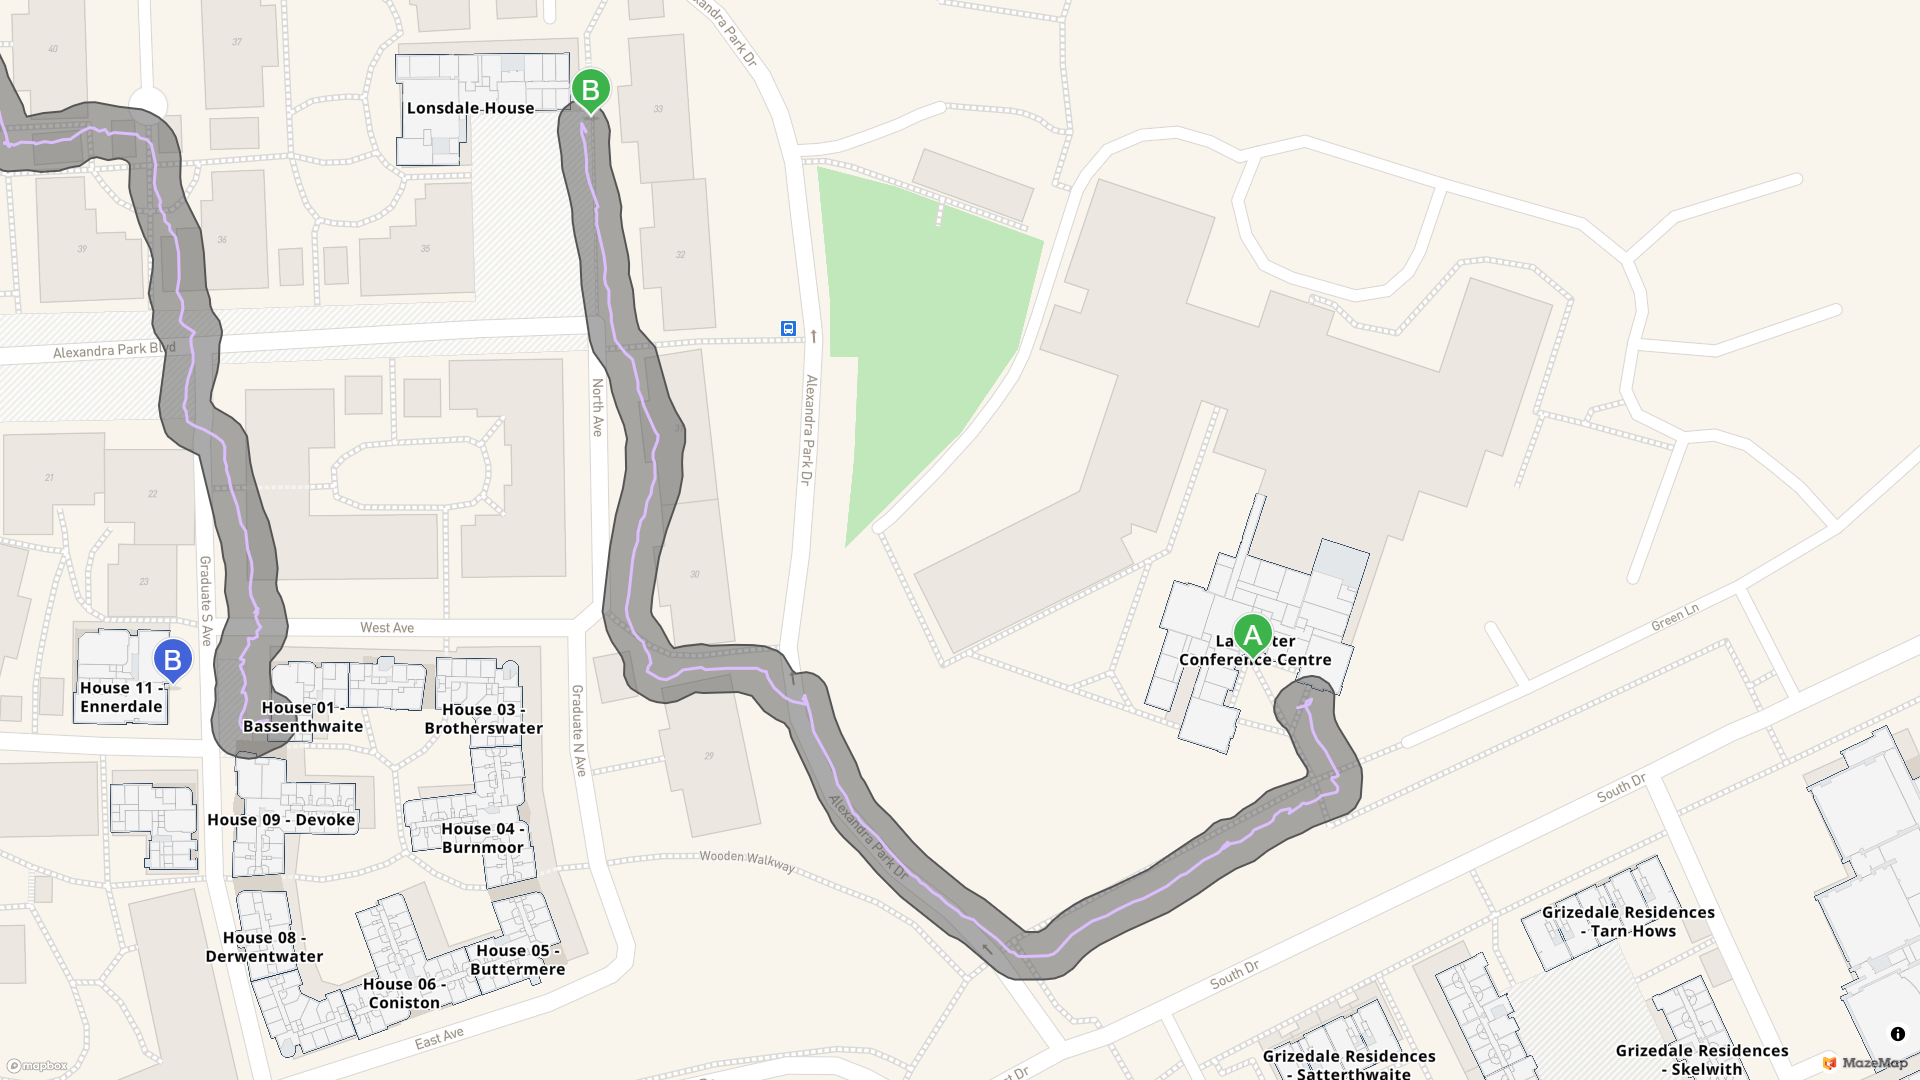 Alexandra Park Dr
40
37
B
Lonsdale House
33
39
36
35
32
Alexandra Park Blvd
North Ave
Alexandra Park Dr
21
22
30
23
Graduate S Ave
West Ave
Green Ln
A
Conference Centre
B
House 11 -
Ennerdale
House 01 -
Bassenthwaite
House 03 -
Brotherswater
Graduate N Ave
29
South Dr
House 09 - Devoke
House 04 -
Burnmoor
Alexandra Park Dr
Wooden Walkway
Grizedale Residences
- Tarn Hows
House 08 -
Derwentwater
House 05 -
Buttermere
House 06 -
Coniston
South Dr
East Ave
Grizedale Residences
- Satterthwaite
Grizedale Residences
- Skelwith
mapbox
MazeMap